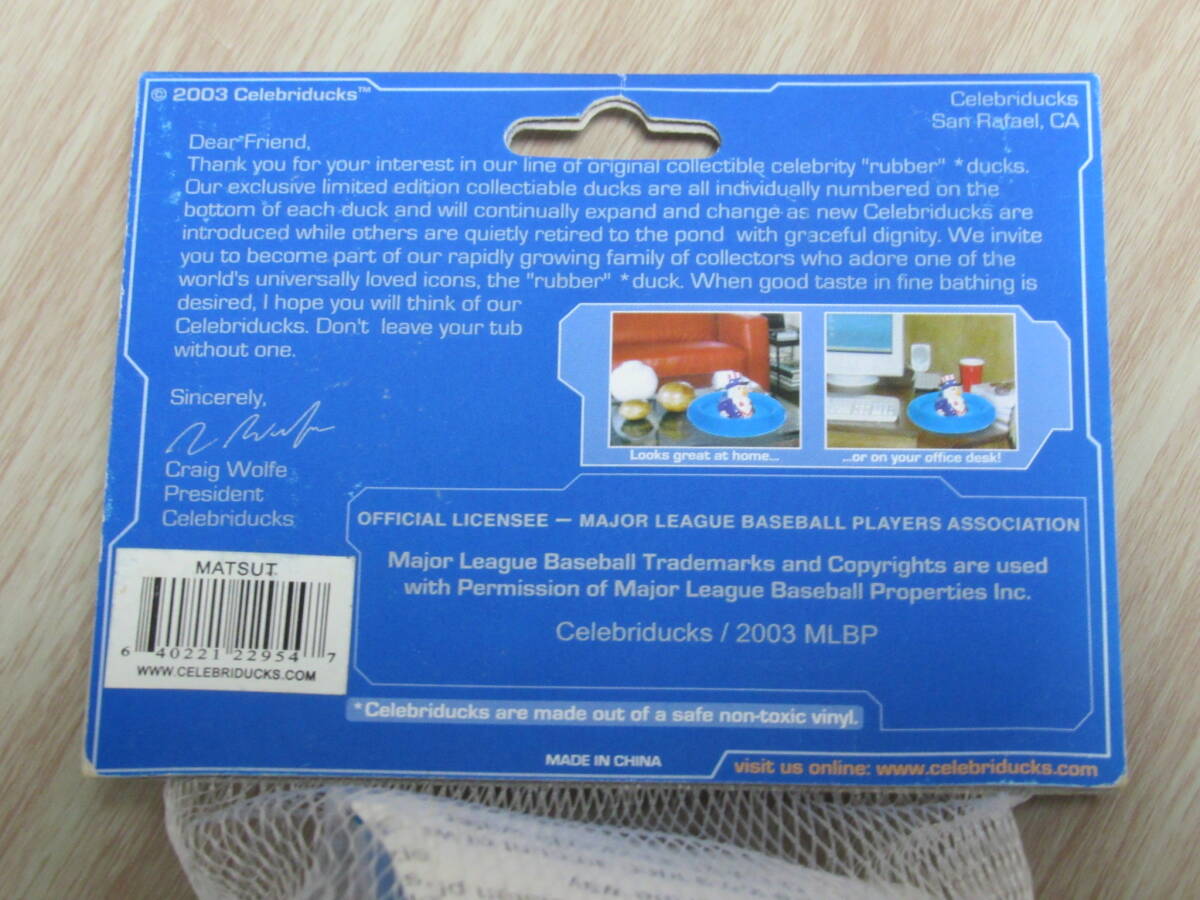 © 2003 Celebriducks™
Celebriducks
San Rafael, CA
Dear Friend,
Thank you for your interest in our line of original collectible celebrity "rubber" *ducks.
Our exclusive limited edition collectiable ducks are all individually numbered on the
bottom of each duck and will continually expand and change as new Celebriducks are
introduced while others are quietly retired to the pond with graceful dignity. We invite
you to become part of our rapidly growing family of collectors who adore one of the
world's universally loved icons, the "rubber" *duck. When good taste in fine bathing is
desired, I hope you will think of our
Celebriducks. Don't leave your tub
without one.
Sincerely,
Craig Wolfe
President
Celebriducks
Looks great at home...
...or on your office desk!
OFFICIAL LICENSEE — MAJOR LEAGUE BASEBALL PLAYERS ASSOCIATION
Major League Baseball Trademarks and Copyrights are used
with Permission of Major League Baseball Properties Inc.
Celebriducks / 2003 MLBP
MATSUT
6 40221 22954 7
WWW.CELEBRIDUCKS.COM
*Celebriducks are made out of a safe non-toxic vinyl.
MADE IN CHINA
visit us online: www.celebriducks.com